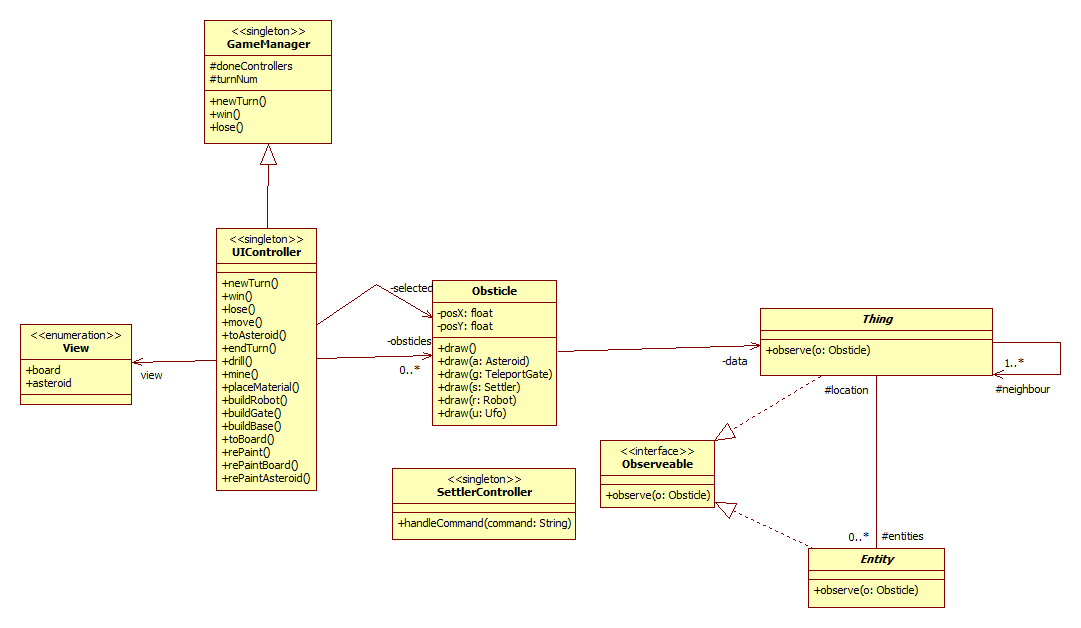 <<singleton>>
GameManager
#doneControllers
#turnNum
+newTurn()
+win()
+lose()
<<singleton>>
UIController
+newTurn()
+win()
+lose()
+move()
+toAsteroid()
+endTurn()
+drill()
+mine()
+placeMaterial()
+buildRobot()
+buildGate()
+buildBase()
+toBoard()
+rePaint()
+rePaintBoard()
+rePaintAsteroid()
<<enumeration>>
View
+board
+asteroid
view
-selected
-obsticles
0..*
Obsticle
-posX: float
-posY: float
+draw()
+draw(a: Asteroid)
+draw(g: TeleportGate)
+draw(s: Settler)
+draw(r: Robot)
+draw(u: Ufo)
-data
Thing
+observe(o: Obsticle)
1..*
#neighbour
#location
<<interface>>
Observeable
+observe(o: Obsticle)
<<singleton>>
SettlerController
+handleCommand(command: String)
0..*
#entities
Entity
+observe(o: Obsticle)